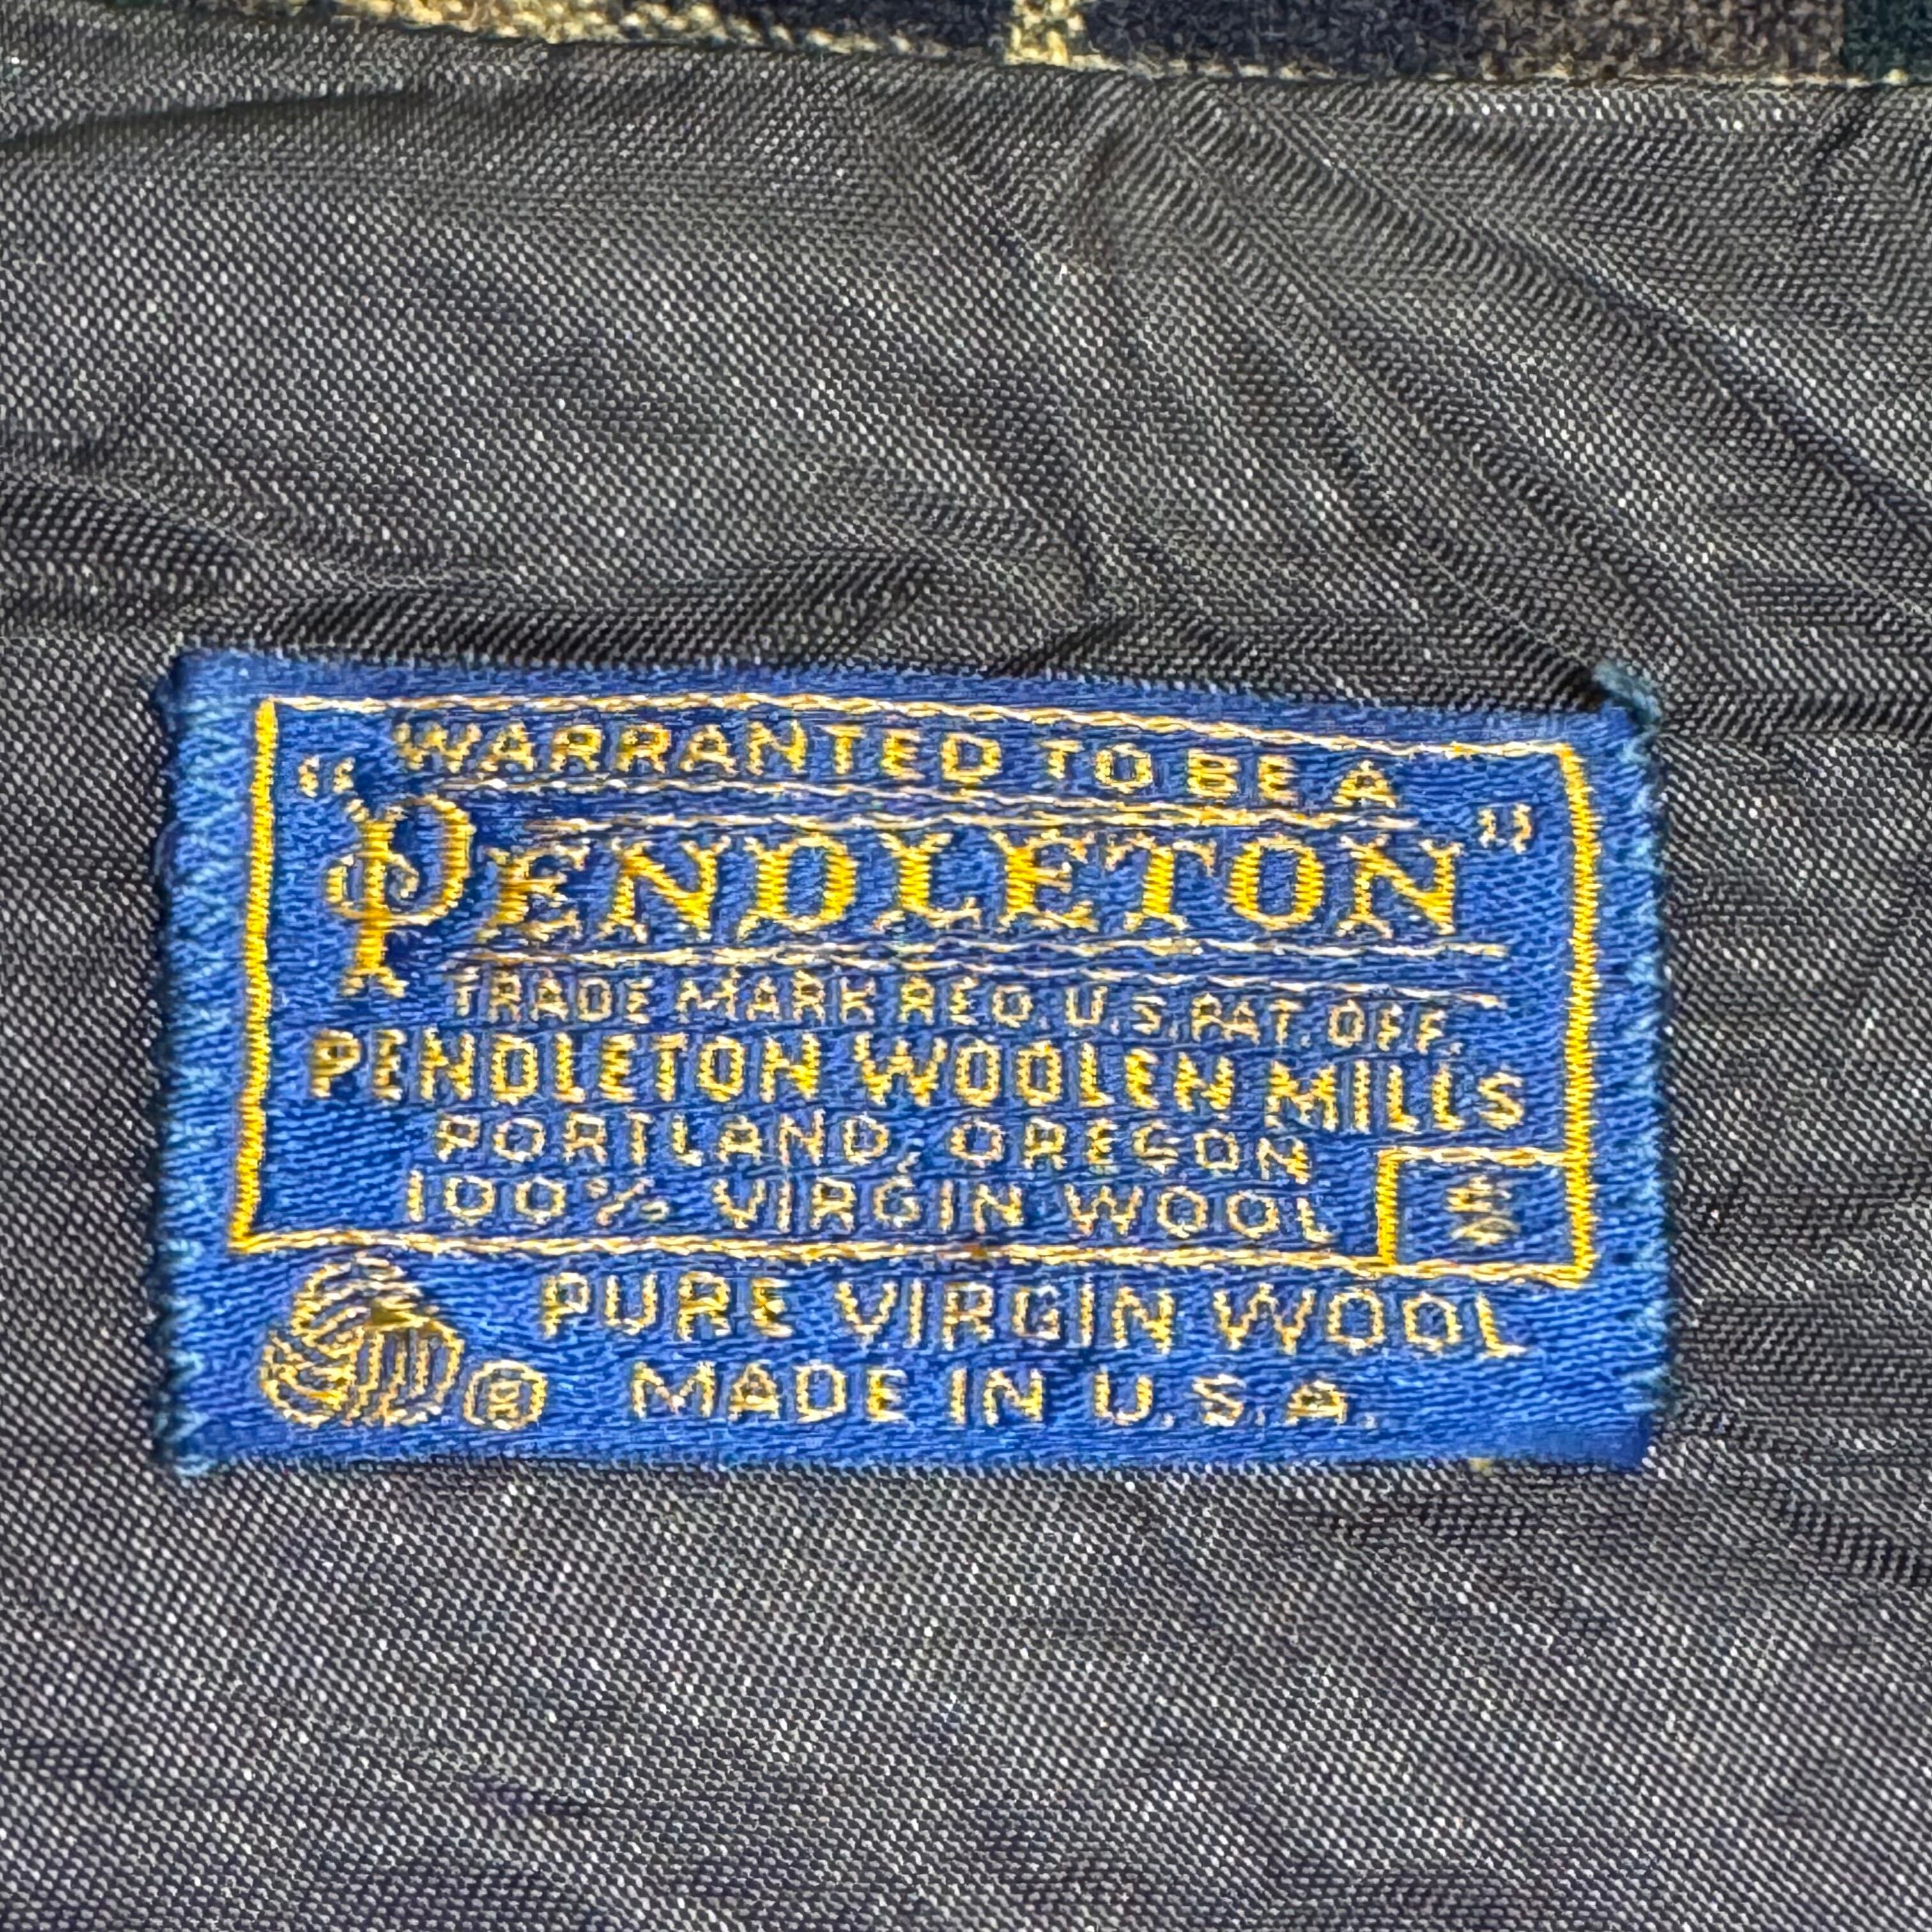 WARRANTED TO BE A
"PENDLETON"
TRADE MARK REG. U.S. PAT. OFF.
PENDLETON WOOLEN MILLS
PORTLAND, OREGON
100% VIRGIN WOOL
PURE VIRGIN WOOL
® MADE IN U.S.A.